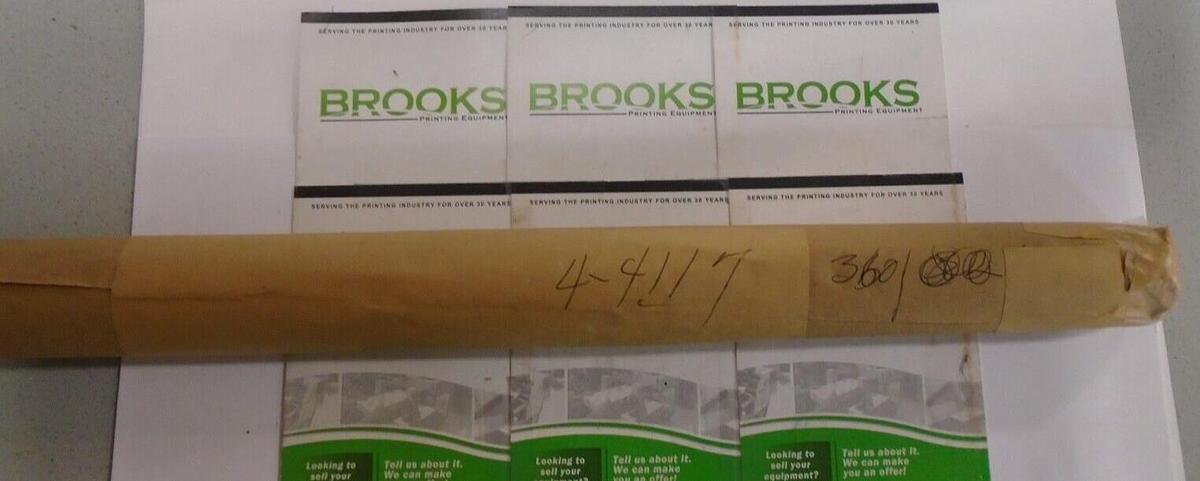 SERVING THE PRINTING INDUSTRY FOR OVER 30 YEAR
SERVING THE PRINTING INDUSTRY FOR OVER 30 YEAR
SERVING THE PRINTING INDUSTRY FOR OVER 30 YEARS
BROOKS
PRINTING EQUIPMENT
BROOKS
PRINTING EQUIPMENT
BROOKS
PRINTING EQUIPMENT
SERVING THE PRINTING INDUSTRY FOR OVER 30 YEARS
SERVING THE PRINTING INDUSTRY FOR OVER 30 YEARS
SERVING THE PRINTING INDUSTRY FOR OVER 30 YEARS
4-4117
360/
Looking to
sell your
Tell us about it.
We can make
Looking to
sell your
equipment?
Tell us about it.
We can make
you an offer!
Looking to
sell your
equipment?
Tell us about it.
We can make
you an offer!